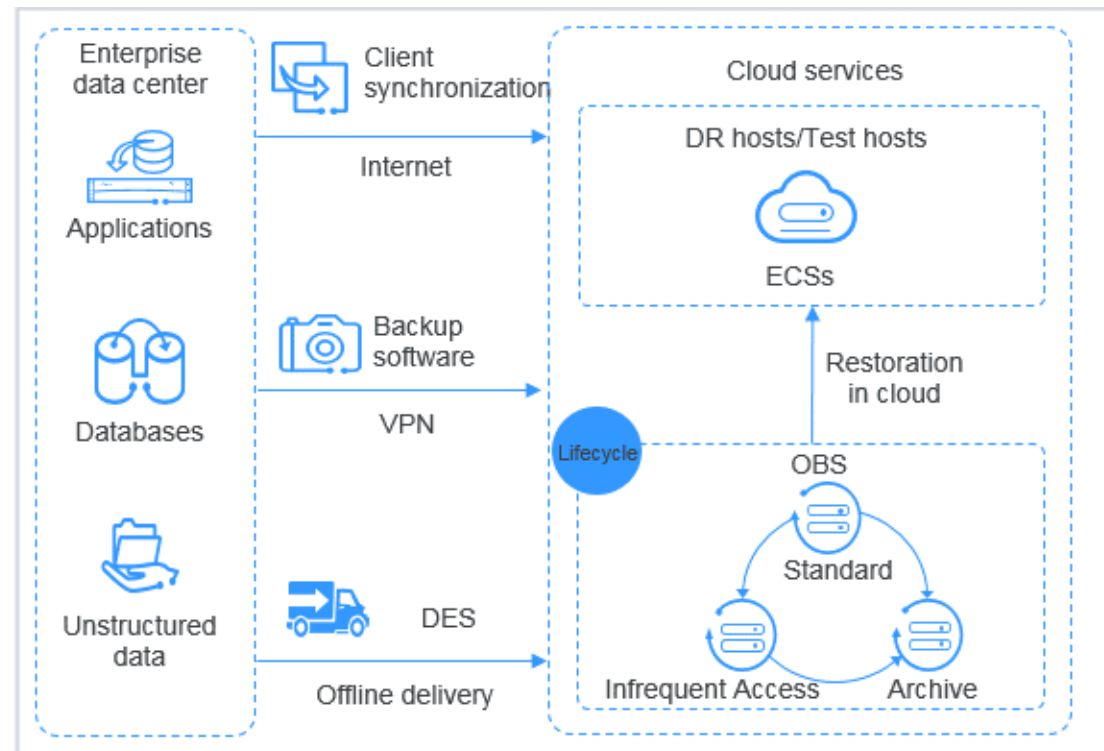 Enterprise
data center
Applications
Databases
Unstructured
data
Client
synchronization
Internet
Backup
software
VPN
DES
Offline delivery
Cloud services
DR hosts/Test hosts
ECSs
Restoration
in cloud
Lifecycle
OBS
Standard
Infrequent Access
Archive